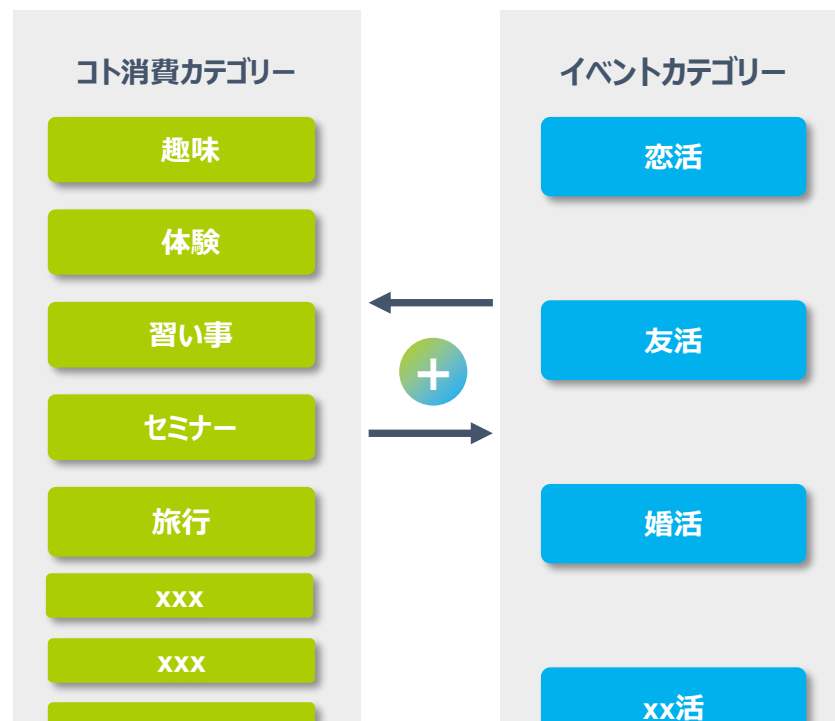 コト消費カテゴリー
趣味
体験
習い事
セミナー
旅行
xxx
xxx
+
イベントカテゴリー
恋活
友活
婚活
xx活